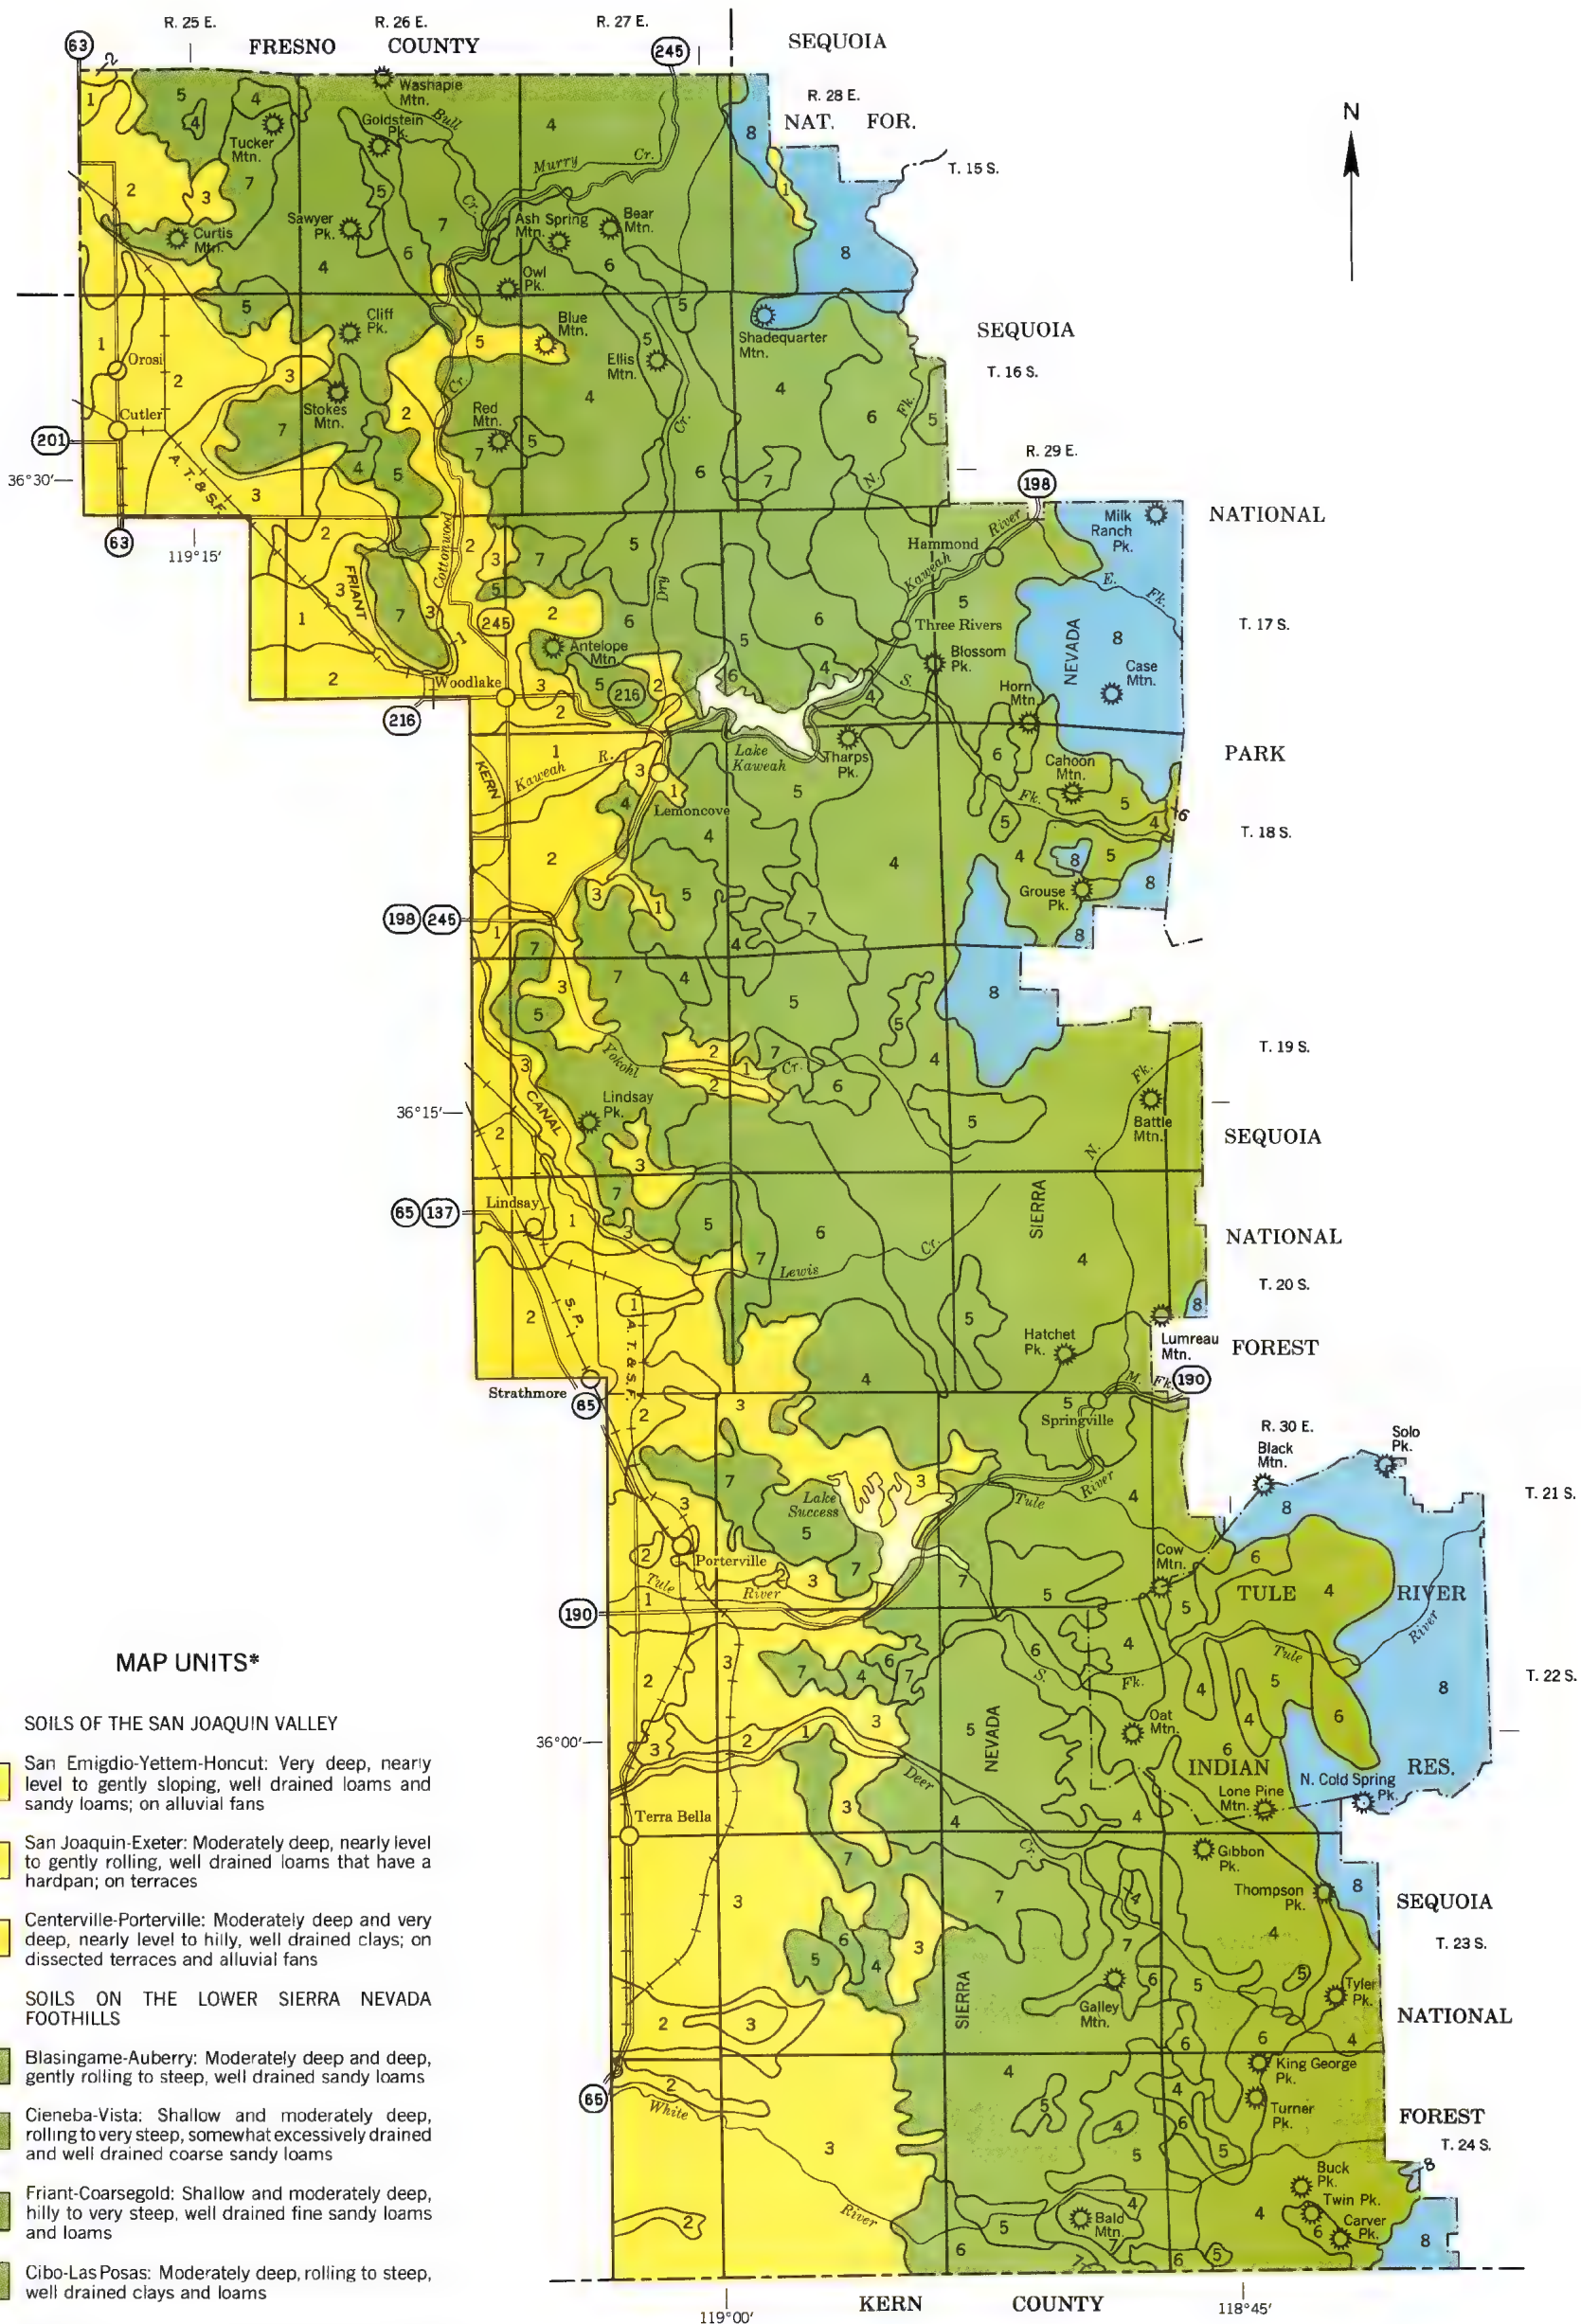 R. 25 E.
R. 26 E.
R. 27 E.
FRESNO COUNTY
SEQUOIA
63
2
245
R. 28 E.
NAT. FOR.
N
T. 15 S.
Washapie
Mtn.
Goldstein
Pk.
Bull
Cr.
Tucker
Mtn.
Murry Cr.
Sawyer
Pk.
Ash Spring
Mtn.
Bear
Mtn.
Curtis
Mtn.
Owl
Pk.
Cliff
Pk.
Blue
Mtn.
Ellis
Mtn.
Shadequarter
Mtn.
SEQUOIA
T. 16 S.
Orosi
Cutler
Stokes
Mtn.
Red
Mtn.
Cr.
Cr.
N. Fk.
201
A. T. & S.F.
36°30'
R. 29 E.
198
63
119°15'
Milk
Ranch
Pk.
NATIONAL
Hammond
Kaweah River
E. Fk.
FRIANT
Cottonwood
Dry
245
Three Rivers
T. 17 S.
NEVADA
Antelope
Mtn.
Blossom
Pk.
Case
Mtn.
Woodlake
216
216
S.
Horn
Mtn.
KERN
Kaweah R.
Lake
Kaweah
Tharps
Pk.
PARK
Cahoon
Mtn.
Fk.
Lemoncove
T. 18 S.
Grouse
Pk.
198 245
Yokohl Cr.
T. 19 S.
CANAL
36°15'
Lindsay
Pk.
Fk.
Battle
Mtn.
N.
SEQUOIA
65 137
Lindsay
SIERRA
NATIONAL
Lewis Cr.
T. 20 S.
S. P.
A. T. & S.F.
Hatchet
Pk.
Lumreau
Mtn.
FOREST
Strathmore
65
M. Fk.
190
Springville
R. 30 E.
Black
Mtn.
Solo
Pk.
Lake
Success
Tule River
T. 21 S.
Porterville
Cow
Mtn.
Tule River
TULE RIVER
190
Tule River
S. Fk.
T. 22 S.
36°00'
NEVADA
Oat
Mtn.
Deer
INDIAN RES.
Lone Pine
Mtn.
N. Cold Spring
Pk.
Terra Bella
Cr.
Gibbon
Pk.
Thompson
Pk.
SEQUOIA
T. 23 S.
SIERRA
Galley
Mtn.
Tyler
Pk.
NATIONAL
King George
Pk.
65
White
Turner
Pk.
FOREST
T. 24 S.
River
Buck
Pk.
Twin Pk.
Carver
Pk.
Bald
Mtn.
KERN COUNTY
119°00'
118°45'
MAP UNITS*
SOILS OF THE SAN JOAQUIN VALLEY
San Emigdio-Yettem-Honcut: Very deep, nearly
level to gently sloping, well drained loams and
sandy loams; on alluvial fans
San Joaquin-Exeter: Moderately deep, nearly level
to gently rolling, well drained loams that have a
hardpan; on terraces
Centerville-Porterville: Moderately deep and very
deep, nearly level to hilly, well drained clays; on
dissected terraces and alluvial fans
SOILS ON THE LOWER SIERRA NEVADA
FOOTHILLS
Blasingame-Auberry: Moderately deep and deep,
gently rolling to steep, well drained sandy loams
Cieneba-Vista: Shallow and moderately deep,
rolling to very steep, somewhat excessively drained
and well drained coarse sandy loams
Friant-Coarsegold: Shallow and moderately deep,
hilly to very steep, well drained fine sandy loams
and loams
Cibo-Las Posas: Moderately deep, rolling to steep,
well drained clays and loams